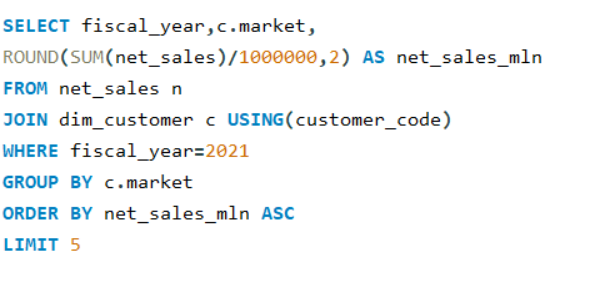 SELECT fiscal_year,c.market,
ROUND(SUM(net_sales)/1000000,2) AS net_sales_mln
FROM net_sales n
JOIN dim_customer c USING(customer_code)
WHERE fiscal_year=2021
GROUP BY c.market
ORDER BY net_sales_mln ASC
LIMIT 5